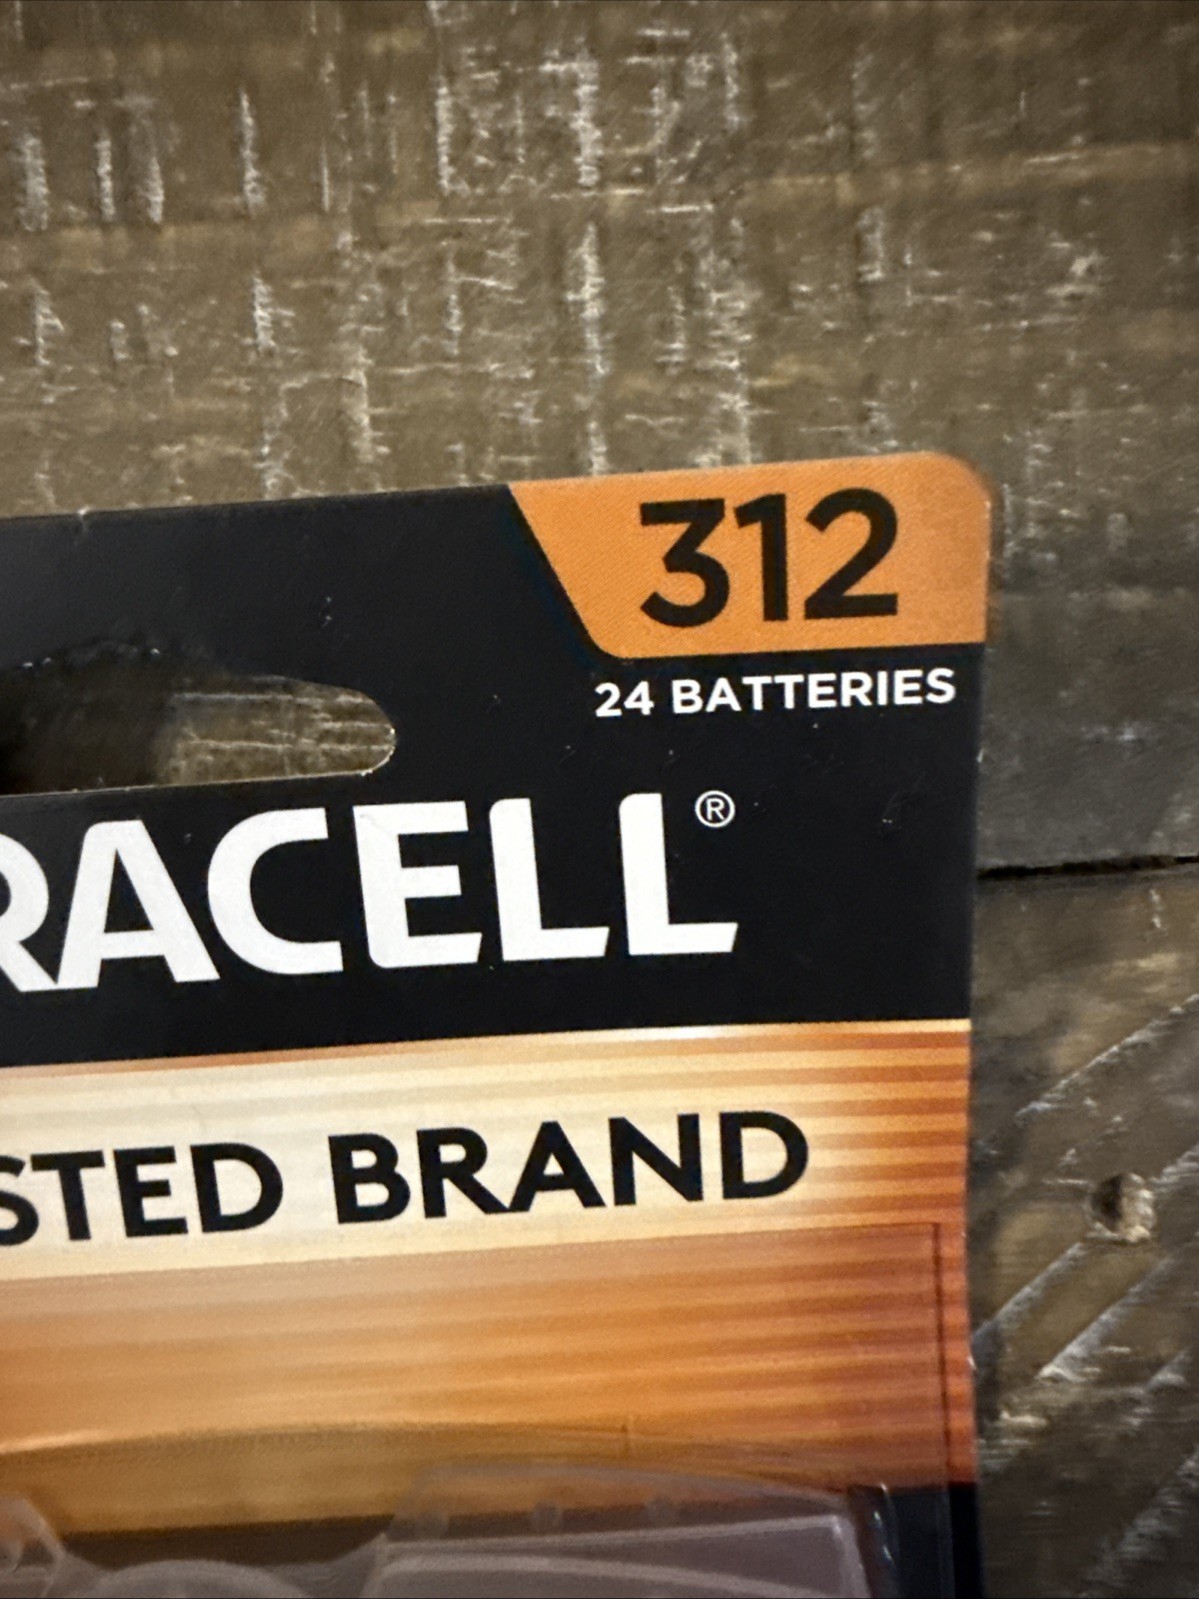 312
24 BATTERIES
RACELL®
STED BRAND